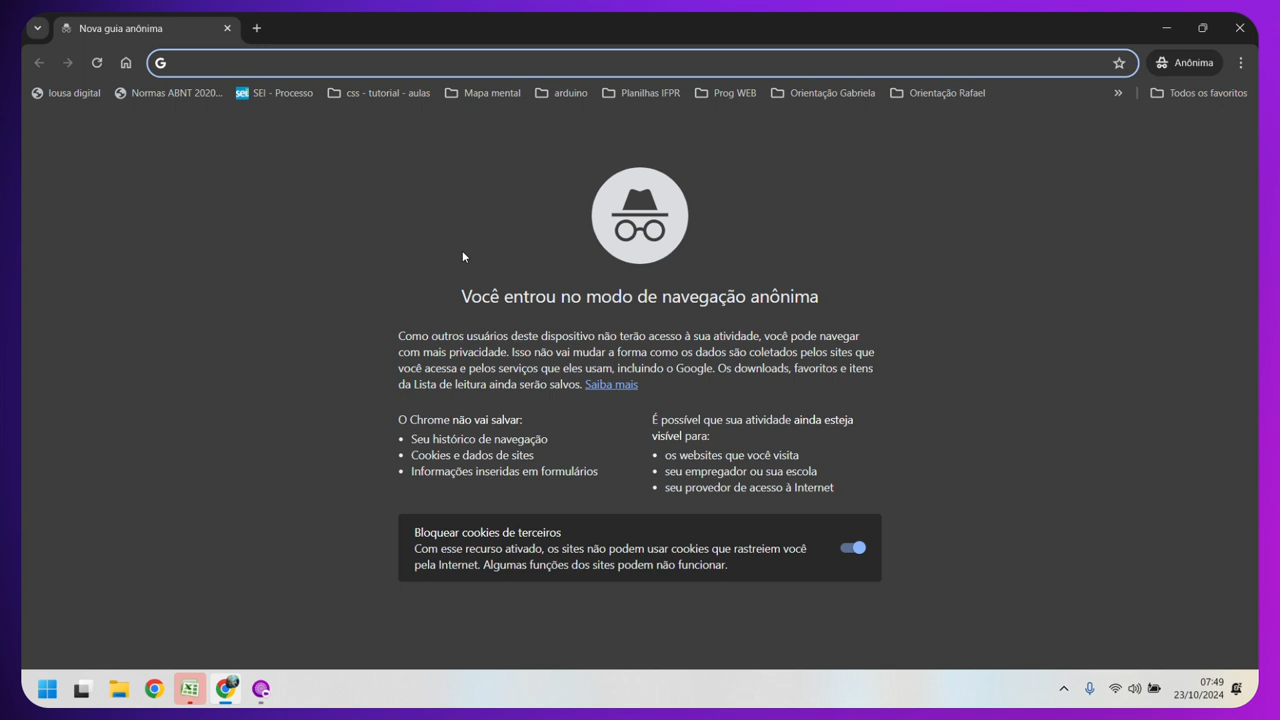 Nova guia anônima
Anônima
lousa digital
Normas ABNT 2020...
sei SEI - Processo
css - tutorial - aulas
Mapa mental
arduino
Planilhas IFPR
Prog WEB
Orientação Gabriela
Orientação Rafael
Todos os favoritos
Você entrou no modo de navegação anônima
Como outros usuários deste dispositivo não terão acesso à sua atividade, você pode navegar
com mais privacidade. Isso não vai mudar a forma como os dados são coletados pelos sites que
você acessa e pelos serviços que eles usam, incluindo o Google. Os downloads, favoritos e itens
da Lista de leitura ainda serão salvos. Saiba mais
O Chrome não vai salvar:
• Seu histórico de navegação
• Cookies e dados de sites
• Informações inseridas em formulários
É possível que sua atividade ainda esteja
visível para:
• os websites que você visita
• seu empregador ou sua escola
• seu provedor de acesso à Internet
Bloquear cookies de terceiros
Com esse recurso ativado, os sites não podem usar cookies que rastreiem você
pela Internet. Algumas funções dos sites podem não funcionar.
07:49
23/10/2024